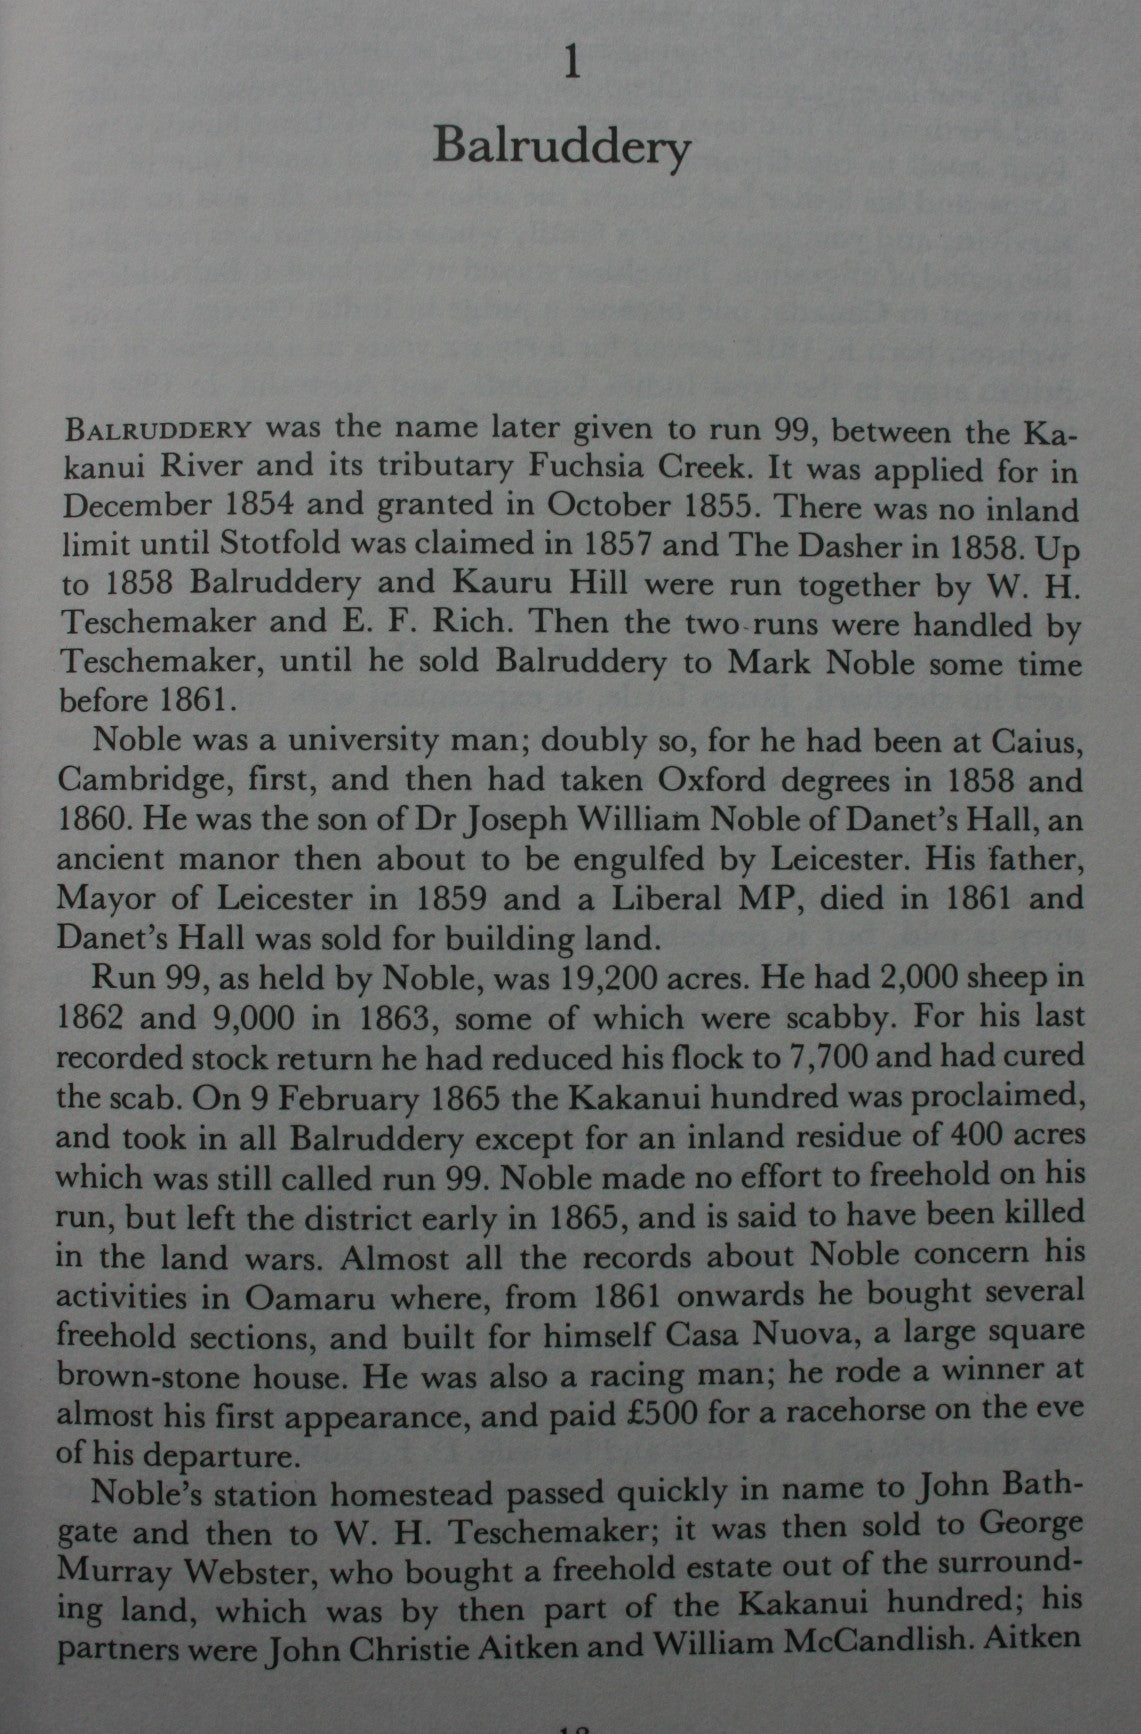 1
Balruddery
BALRUDDERY was the name later given to run 99, between the Ka-
kanui River and its tributary Fuchsia Creek. It was applied for in
December 1854 and granted in October 1855. There was no inland
limit until Stotfold was claimed in 1857 and The Dasher in 1858. Up
to 1858 Balruddery and Kauru Hill were run together by W. H.
Teschemaker and E. F. Rich. Then the two runs were handled by
Teschemaker, until he sold Balruddery to Mark Noble some time
before 1861.
Noble was a university man; doubly so, for he had been at Caius,
Cambridge, first, and then had taken Oxford degrees in 1858 and
1860. He was the son of Dr Joseph William Noble of Danet's Hall, an
ancient manor then about to be engulfed by Leicester. His father,
Mayor of Leicester in 1859 and a Liberal MP, died in 1861 and
Danet's Hall was sold for building land.
Run 99, as held by Noble, was 19,200 acres. He had 2,000 sheep in
1862 and 9,000 in 1863, some of which were scabby. For his last
recorded stock return he had reduced his flock to 7,700 and had cured
the scab. On 9 February 1865 the Kakanui hundred was proclaimed,
and took in all Balruddery except for an inland residue of 400 acres
which was still called run 99. Noble made no effort to freehold on his
run, but left the district early in 1865, and is said to have been killed
in the land wars. Almost all the records about Noble concern his
activities in Oamaru where, from 1861 onwards he bought several
freehold sections, and built for himself Casa Nuova, a large square
brown-stone house. He was also a racing man; he rode a winner at
almost his first appearance, and paid £500 for a racehorse on the eve
of his departure.
Noble's station homestead passed quickly in name to John Bath-
gate and then to W. H. Teschemaker; it was then sold to George
Murray Webster, who bought a freehold estate out of the surround-
ing land, which was by then part of the Kakanui hundred; his
partners were John Christie Aitken and William McCandlish. Aitken